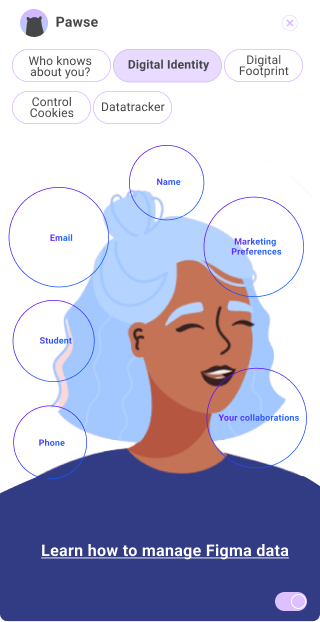 Pawse
Who knows
about you?
Digital Identity
Digital
Footprint
Control
Cookies
Datatracker
Name
Email
Marketing
Preferences
Student
Your collaborations
Phone
Learn how to manage Figma data